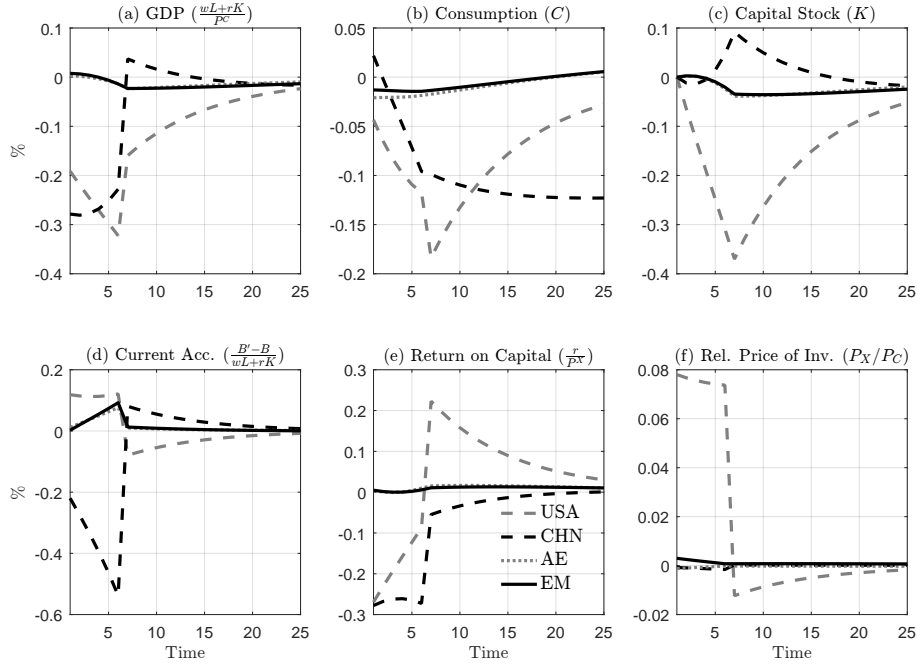 (a) GDP (\frac{wL+rK}{P^C})
0.1
0
-0.1
-0.2
-0.3
-0.4
%
5 10 15 20 25
(b) Consumption (C)
0.05
0
-0.05
-0.1
-0.15
-0.2
5 10 15 20 25
(c) Capital Stock (K)
0.1
0
-0.1
-0.2
-0.3
-0.4
5 10 15 20 25
(d) Current Acc. (\frac{B'-B}{wL+rK})
0.2
0
-0.2
-0.4
-0.6
%
5 10 15 20 25
Time
(e) Return on Capital (\frac{r}{P^X})
0.3
0.2
0.1
0
-0.1
-0.2
-0.3
USA
CHN
AE
EM
5 10 15 20 25
Time
(f) Rel. Price of Inv. (P_X/P_C)
0.08
0.06
0.04
0.02
0
-0.02
5 10 15 20 25
Time